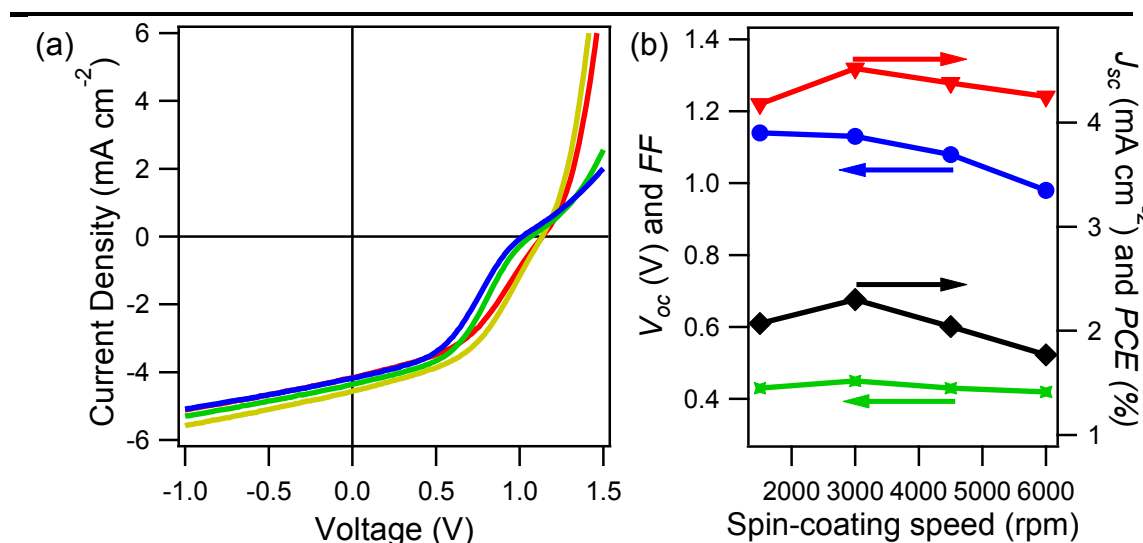 (a)
Current Density (mA cm-2)
6
4
2
0
-2
-4
-6
-1.0 -0.5 0.0 0.5 1.0 1.5
Voltage (V)
(b)
Voc (V) and FF
1.4
1.2
1.0
0.8
0.6
0.4
4
3
2
1
Jsc (mA cm-2) and PCE (%)
2000 3000 4000 5000 6000
Spin-coating speed (rpm)